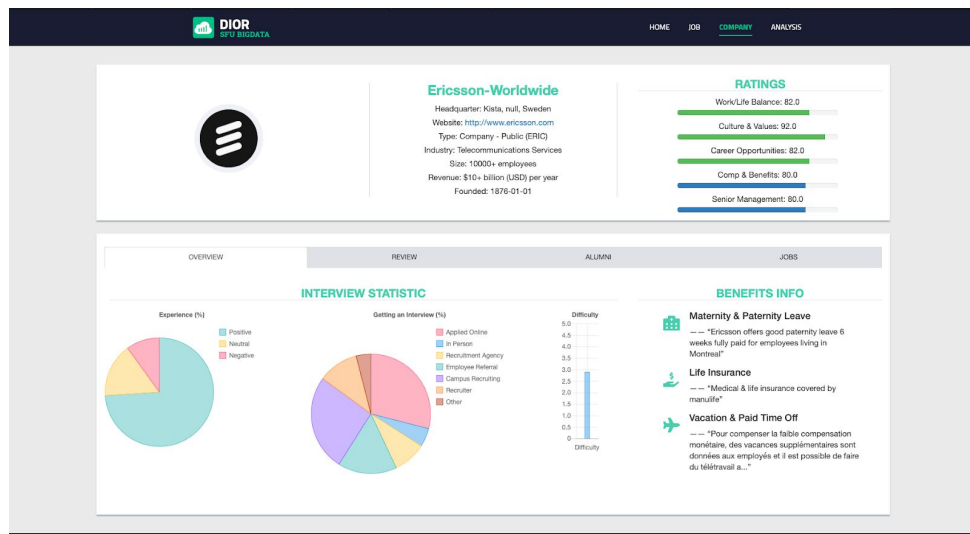 DIOR
SFU BIGDATA
HOME
JOB
COMPANY
ANALYSIS
Ericsson-Worldwide
Headquarter: Kista, null, Sweden
Website: http://www.ericsson.com
Type: Company - Public (ERIC)
Industry: Telecommunications Services
Size: 10000+ employees
Revenue: $10+ billion (USD) per year
Founded: 1876-01-01
RATINGS
Work/Life Balance: 82.0
Culture & Values: 92.0
Career Opportunities: 82.0
Comp & Benefits: 80.0
Senior Management: 80.0
OVERVIEW
REVIEW
ALUMNI
JOBS
INTERVIEW STATISTIC
Experience (%)
Positive
Neutral
Negative
Getting an Interview (%)
Applied Online
In Person
Recruitment Agency
Employee Referral
Campus Recruiting
Recruiter
Other
Difficulty
5.0
4.5
4.0
3.5
3.0
2.5
2.0
1.5
1.0
0.5
0
Difficulty
BENEFITS INFO
Maternity & Paternity Leave
—— "Ericsson offers good paternity leave 6
weeks fully paid for employees living in
Montreal"
Life Insurance
—— "Medical & life insurance covered by
manulife"
Vacation & Paid Time Off
—— "Pour compenser la faible compensation
monétaire, des vacances supplémentaires sont
données aux employés et il est possible de faire
du télétravail a..."